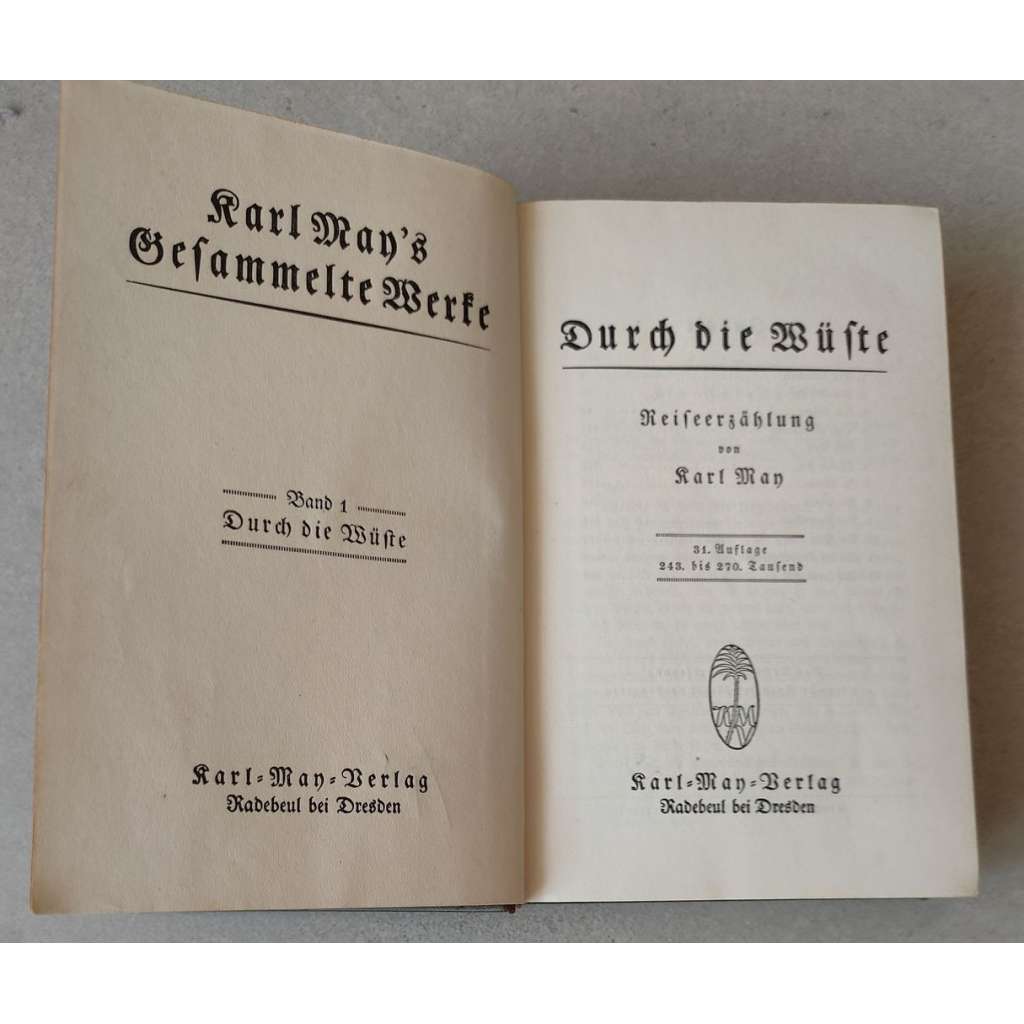 Karl May's
Gesammelte Werke
Band 1
Durch die Wüste
Karl-May-Verlag
Radebeul bei Dresden
Durch die Wüste
Reiseerzählung
von
Karl May
31. Auflage
243. bis 270. Tausend
Karl-May-Verlag
Radebeul bei Dresden